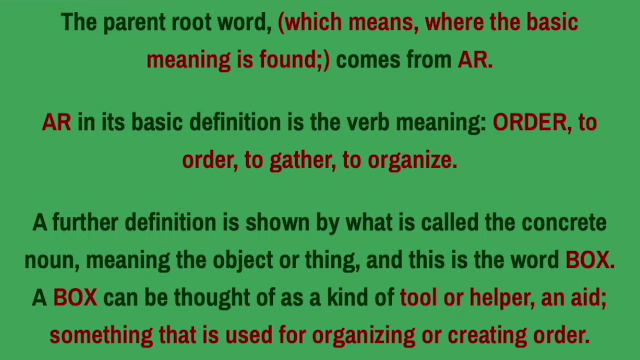 The parent root word, (which means, where the basic
meaning is found;) comes from AR.
AR in its basic definition is the verb meaning: ORDER, to
order, to gather, to organize.
A further definition is shown by what is called the concrete
noun, meaning the object or thing, and this is the word BOX.
A BOX can be thought of as a kind of tool or helper, an aid;
something that is used for organizing or creating order.